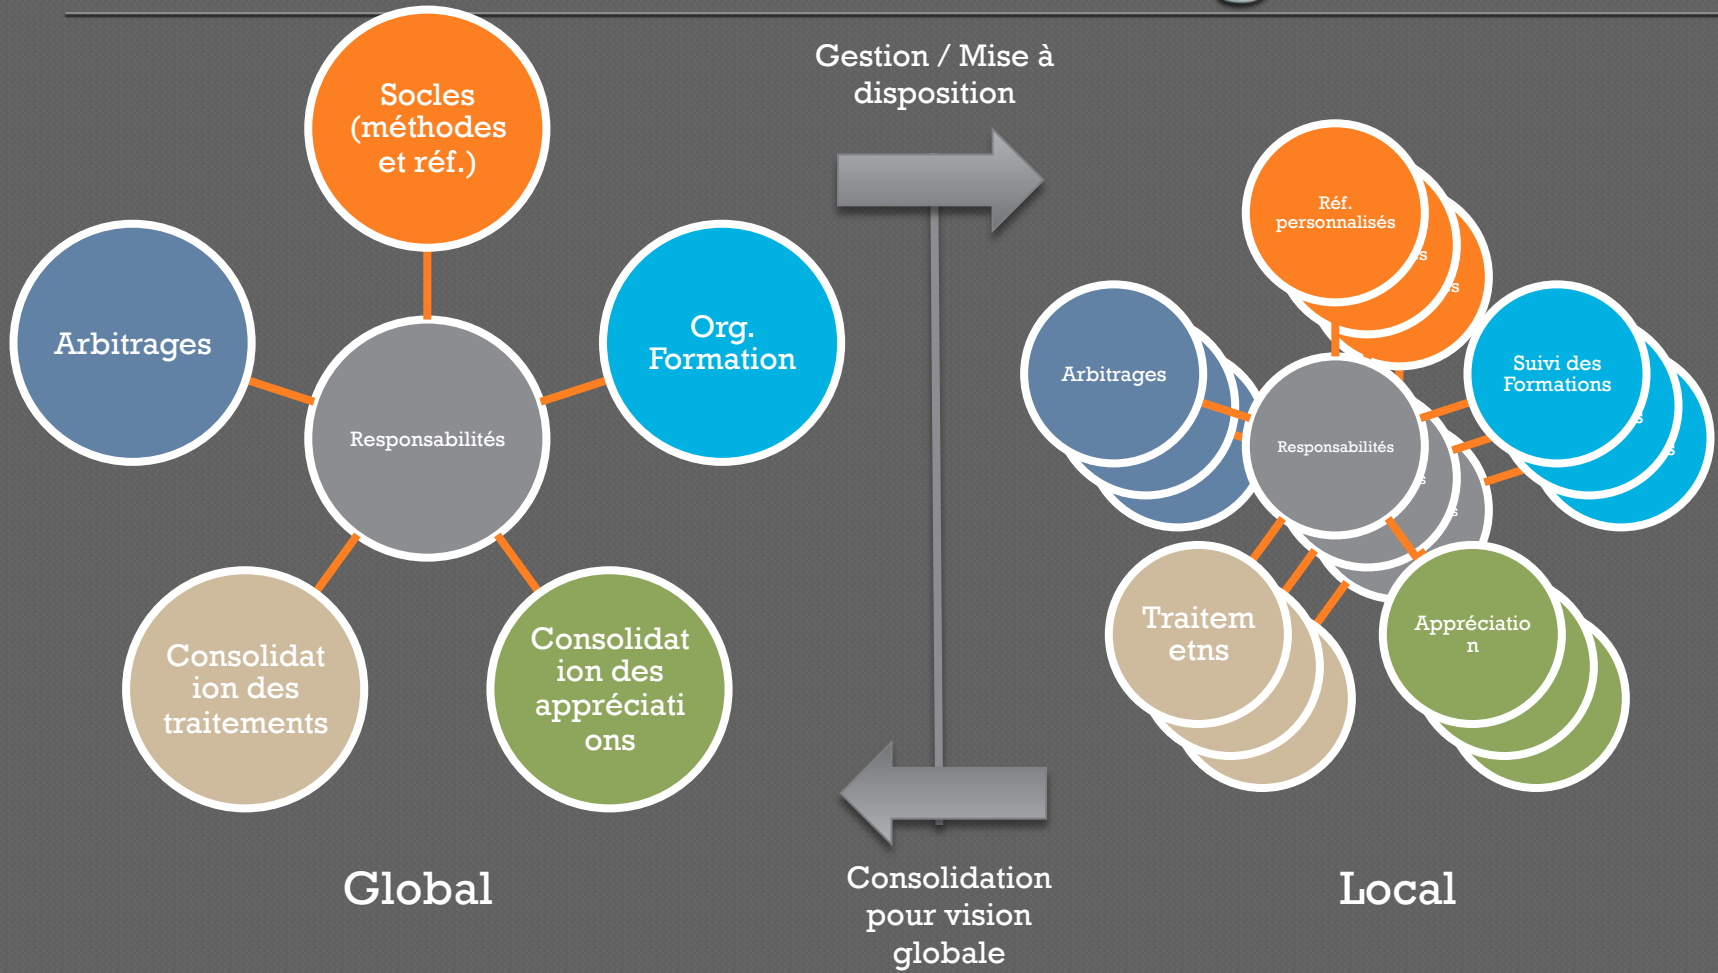 Gestion / Mise à
disposition
Socles
(méthodes
et réf.)
Arbitrages
Org.
Formation
Responsabilités
Consolidat
ion des
traitements
Consolidat
ion des
appréciati
ons
Global
Réf.
personnalisés
s
s
Arbitrages
Suivi des
Formations
s
s
Responsabilités
s
s
Traitem
etns
Appréciatio
n
Local
Consolidation
pour vision
globale